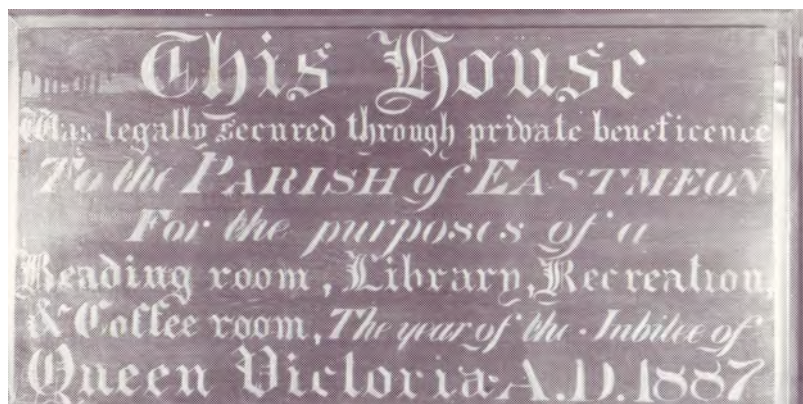 This House
Was legally secured through private beneficence
To the PARISH of EASTMEON
For the purposes of a
Reading room, Library, Recreation,
& Coffee room, The year of the Jubilee of
Queen Victoria A.D. 1887